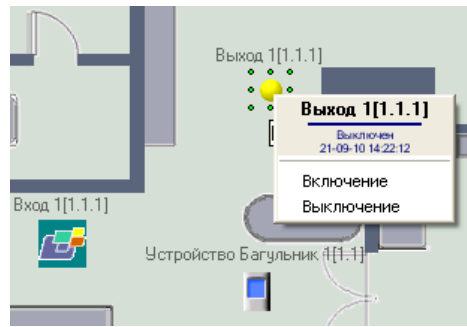 Выход 1[1.1.1]
Выход 1[1.1.1]
Выключен
21-09-10 14:22:12
Включение
Выключение
Вход 1[1.1.1]
Устройство Багульник 1[1.1]